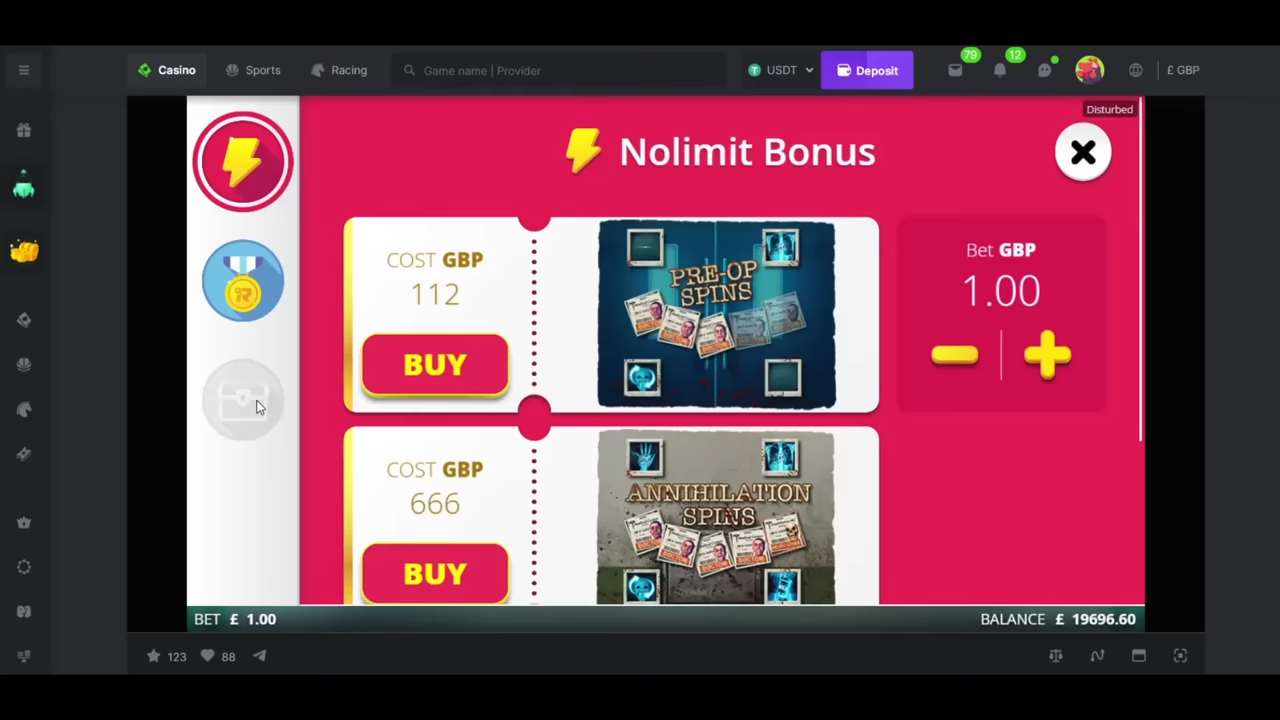 Casino
Sports
Racing
Game name | Provider
USDT
Deposit
79
12
£ GBP
Disturbed
Nolimit Bonus
COST GBP
112
BUY
PRE-OP
SPINS
Bet GBP
1.00
COST GBP
666
BUY
ANNIHILATION
SPINS
BET £ 1.00
BALANCE £ 19696.60
123
88